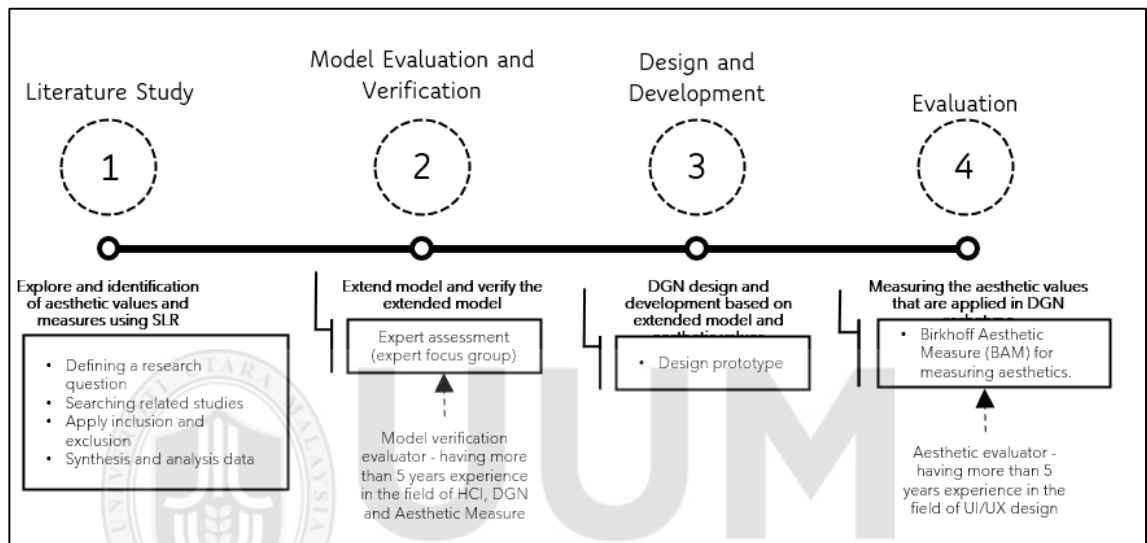 Literature Study
1
Explore and identification
of aesthetic values and
measures using SLR
• Defining a research
question
• Searching related studies
• Apply inclusion and
exclusion
• Synthesis and analysis data
Model Evaluation and
Verification
2
Extend model and verify the
extended model
Expert assessment
(expert focus group)
Model verification
evaluator - having more
than 5 years experience
in the field of HCI, DGN
and Aesthetic Measure
Design and
Development
3
DGN design and
development based on
extended model and
aesthetic values
• Design prototype
Evaluation
4
Measuring the aesthetic values
that are applied in DGN
• Birkhoff Aesthetic
Measure (BAM) for
measuring aesthetics.
Aesthetic evaluator -
having more than 5
years experience in the
field of UI/UX design
UUM
UNIVERSITI UTARA MALAYSIA